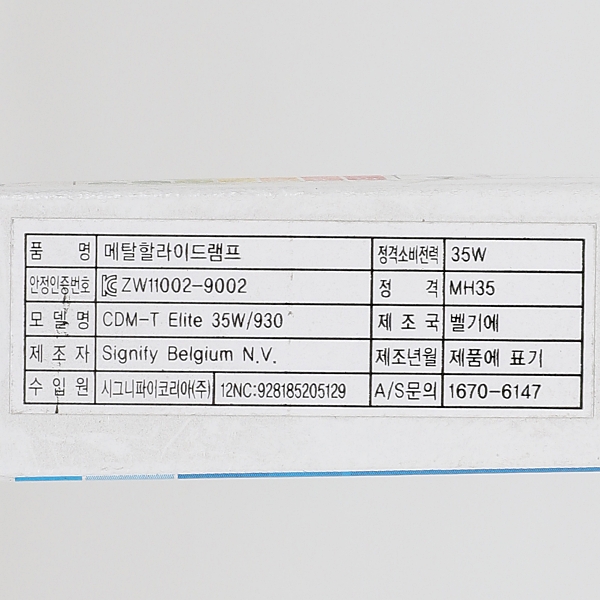 품 명 메탈할라이드램프 정격소비전력 35W
안정인증번호 ZW11002-9002 정 격 MH35
모 델 명 CDM-T Elite 35W/930 제 조 국 벨기에
제 조 자 Signify Belgium N.V. 제조년월 제품에 표기
수 입 원 시그니파이코리아(주) 12NC:928185205129 A/S문의 1670-6147